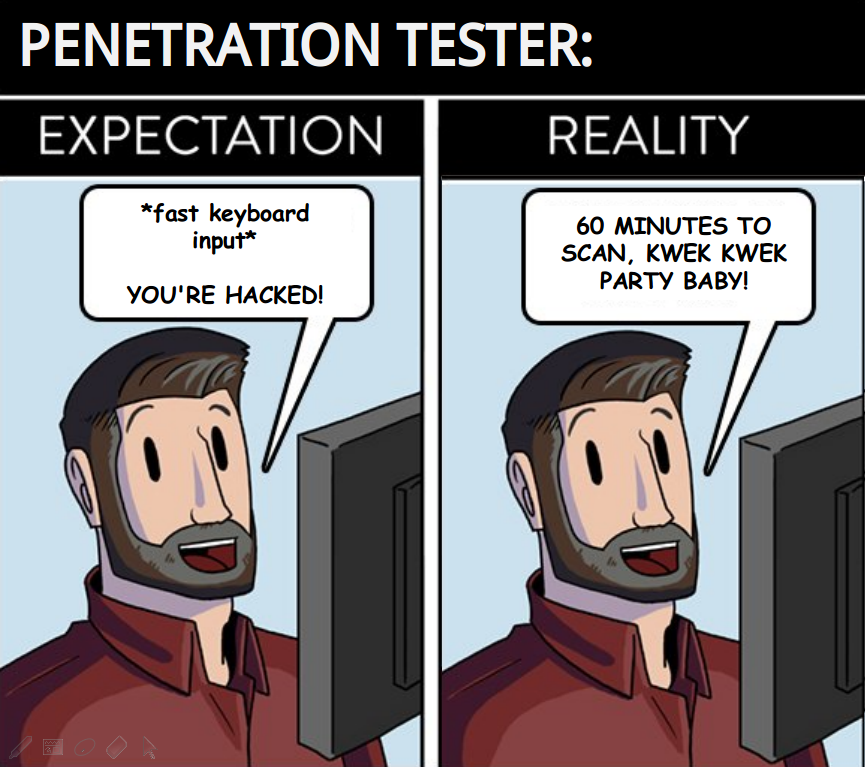 PENETRATION TESTER:
EXPECTATION
*fast keyboard
input*
YOU'RE HACKED!
REALITY
60 MINUTES TO
SCAN, KWEK KWEK
PARTY BABY!